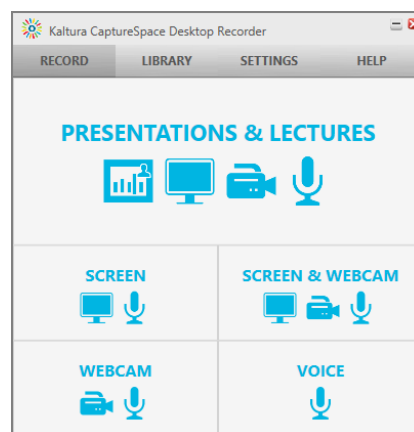 Kaltura CaptureSpace Desktop Recorder
RECORD LIBRARY SETTINGS HELP
PRESENTATIONS & LECTURES
SCREEN SCREEN & WEBCAM
WEBCAM VOICE